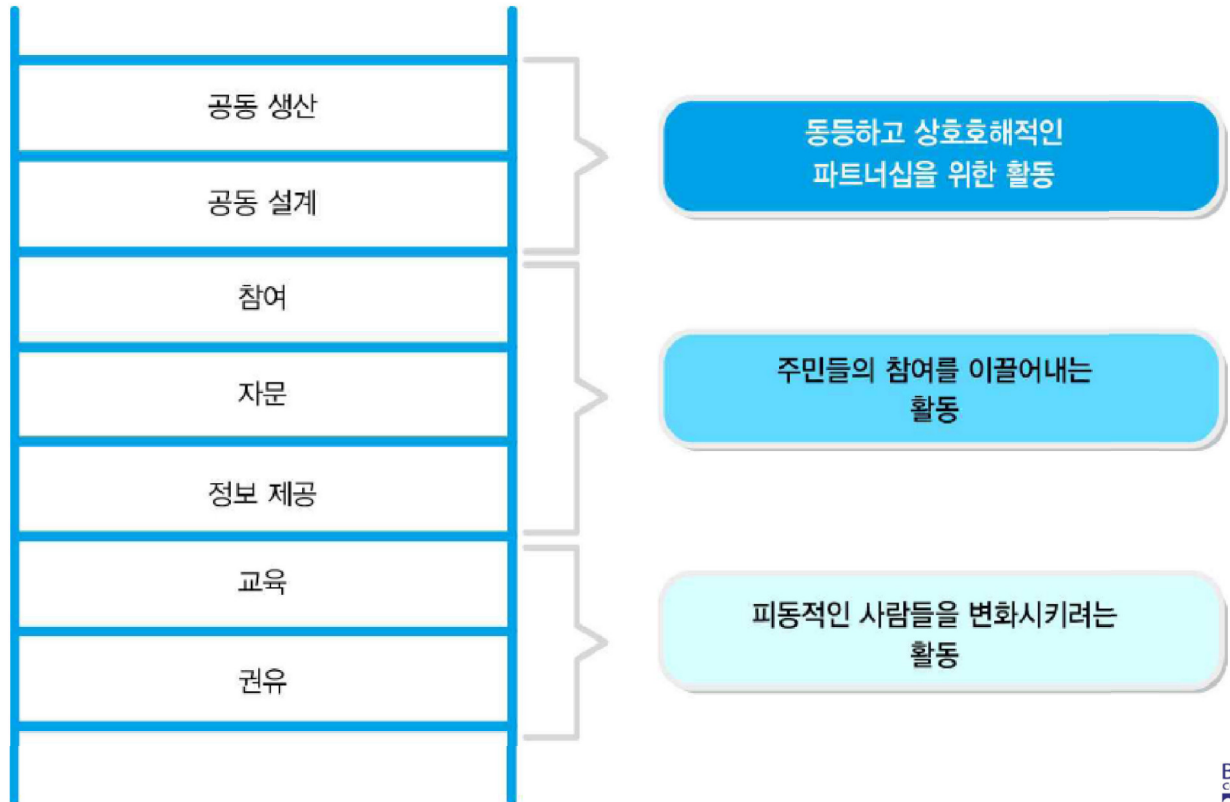 공동 생산
공동 설계
참여
자문
정보 제공
교육
권유
동등하고 상호호해적인
파트너십을 위한 활동
주민들의 참여를 이끌어내는
활동
피동적인 사람들을 변화시키려는
활동